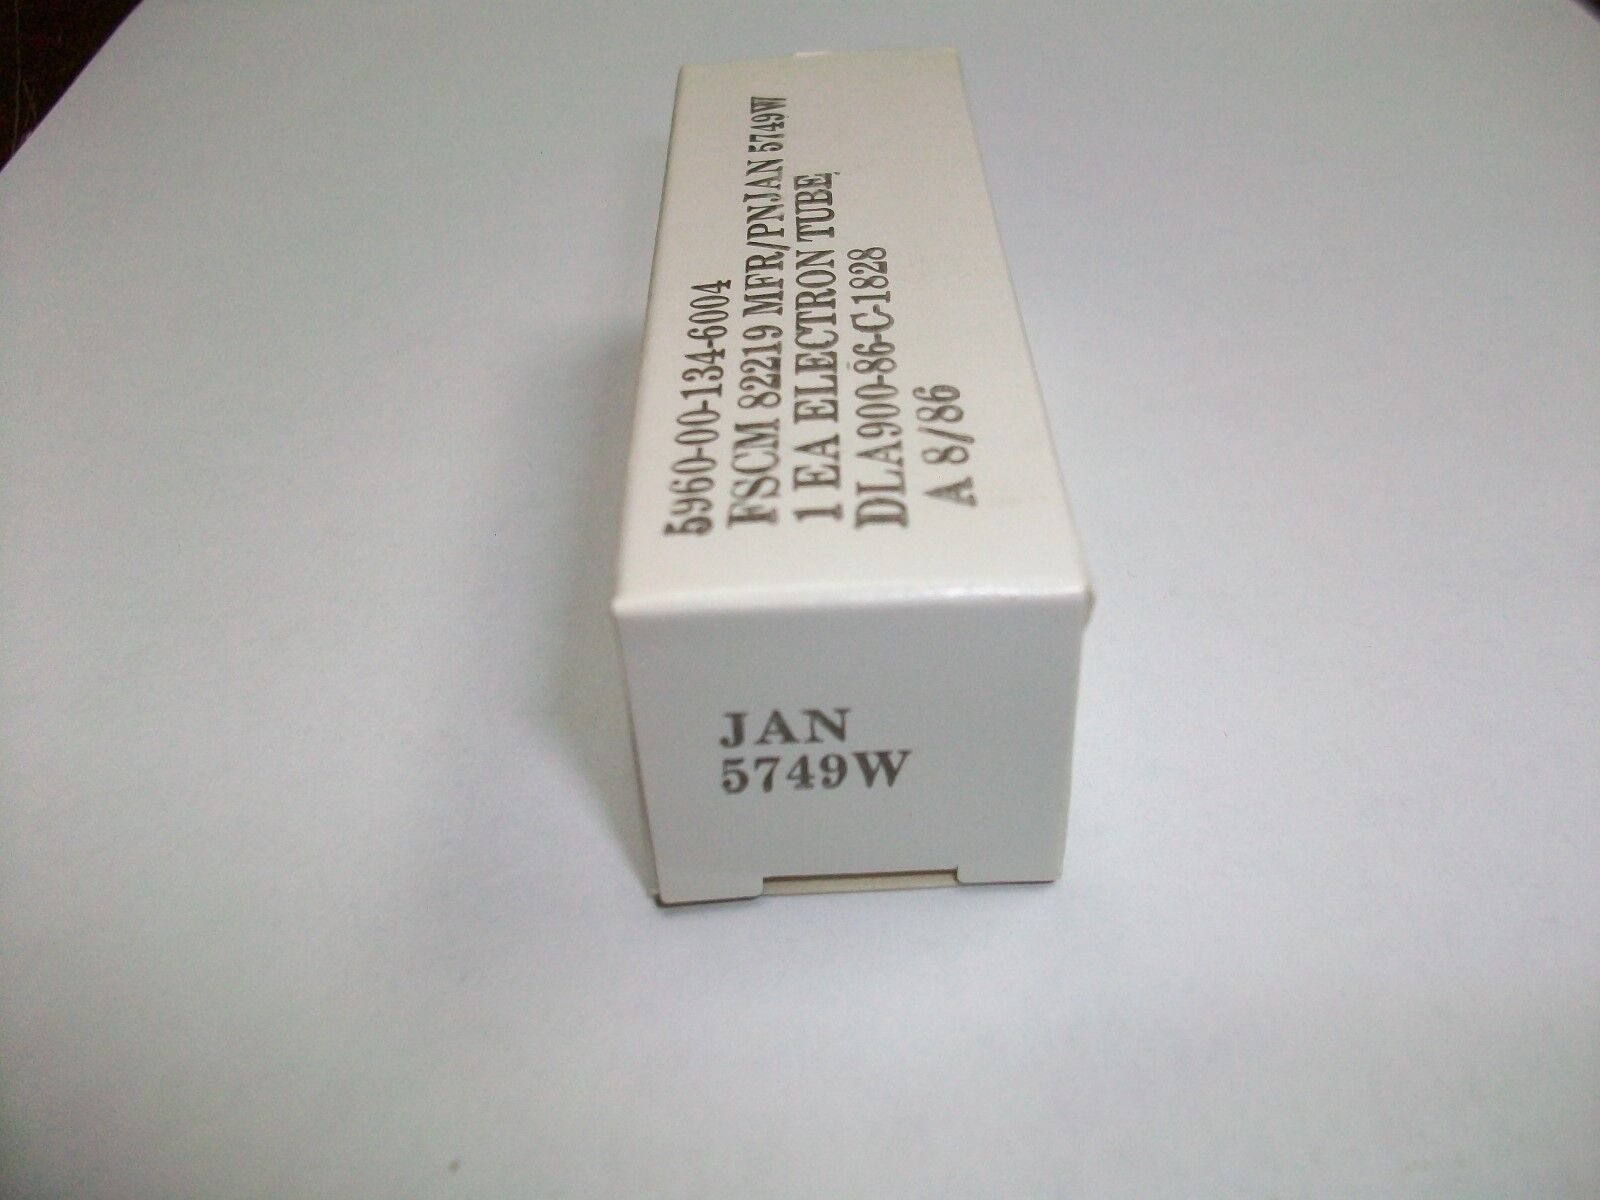 5960-00-134-6004
FSCM 82219 MFR/PNJAN 5749W
1 EA ELECTRON TUBE
DLA900-86-C-1828
A 8/86
JAN
5749W